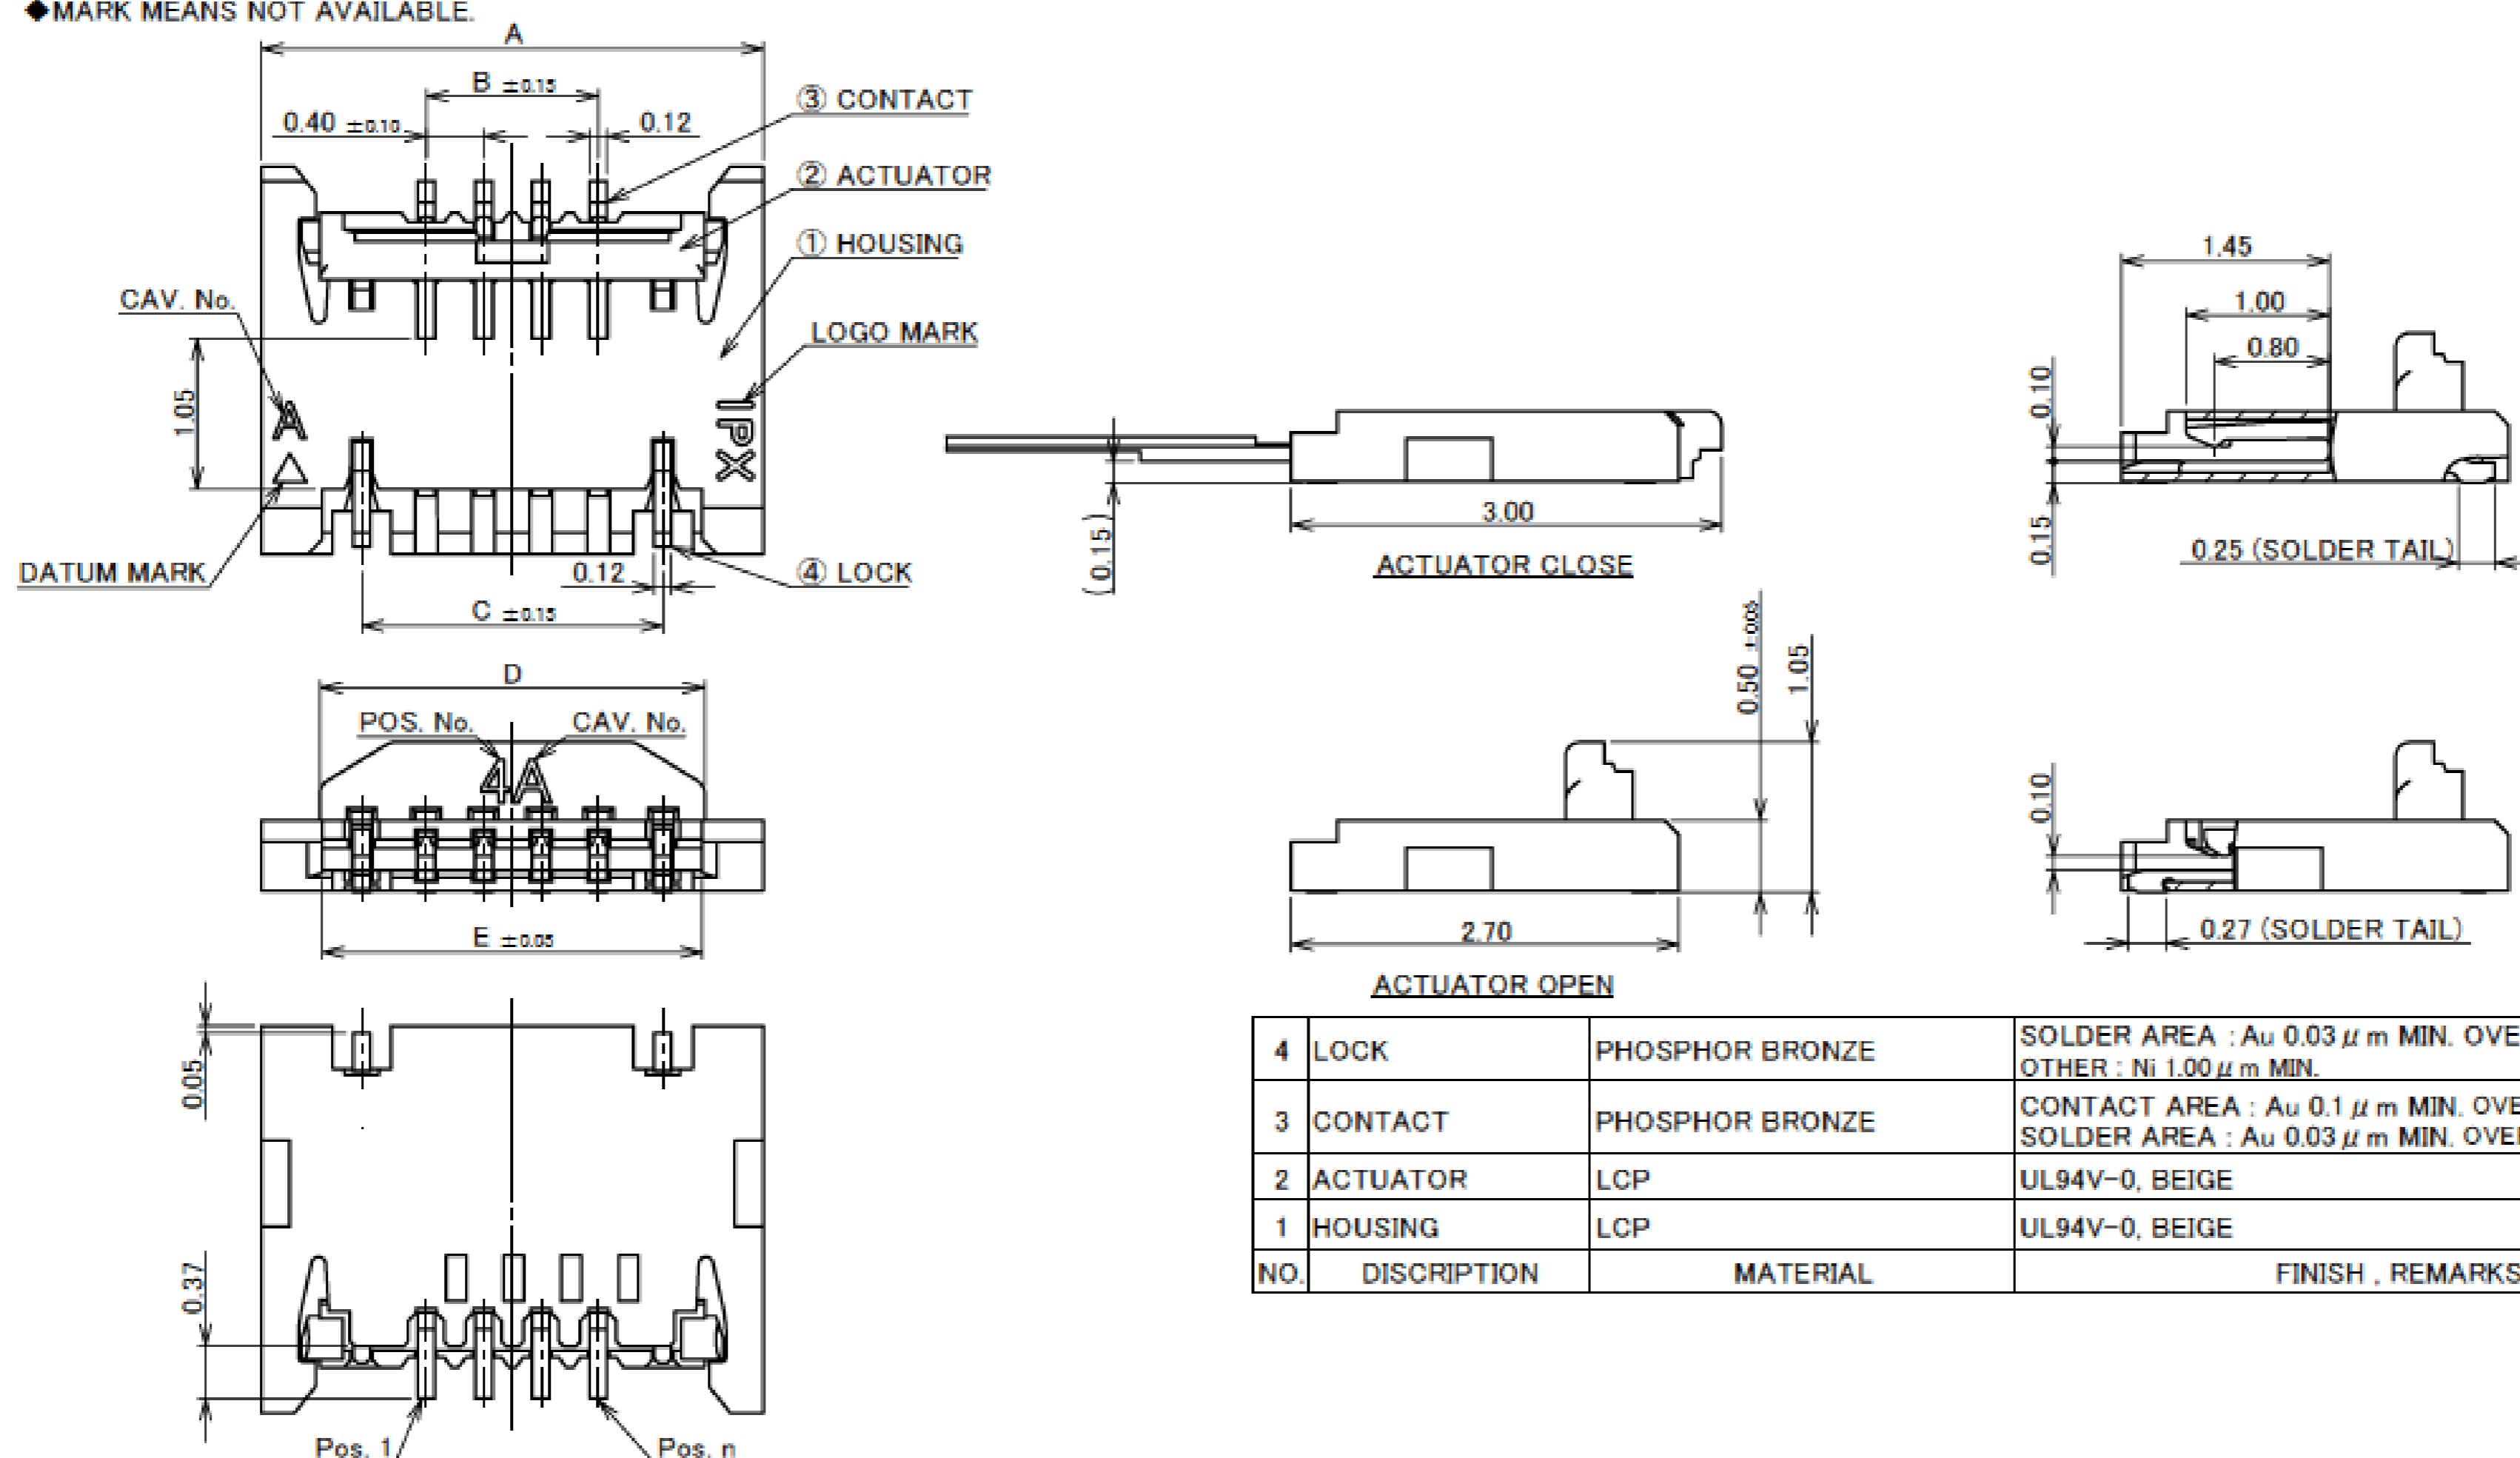 ◆MARK MEANS NOT AVAILABLE.
A
B ±0.15
0.40 ±0.10
0.12
③ CONTACT
② ACTUATOR
① HOUSING
CAV. No.
LOGO MARK
1.05
A
IPX
DATUM MARK
0.12
④ LOCK
C ±0.15
D
POS. No.
CAV. No.
4A
E ±0.05
0.05
0.37
Pos. 1
Pos. n
(0.15)
3.00
ACTUATOR CLOSE
0.50 ±0.05
1.05
2.70
ACTUATOR OPEN
1.45
1.00
0.80
0.10
0.15
0.25 (SOLDER TAIL)
0.10
0.27 (SOLDER TAIL)
4 LOCK PHOSPHOR BRONZE SOLDER AREA : Au 0.03μm MIN. OVE
OTHER : Ni 1.00μm MIN.
3 CONTACT PHOSPHOR BRONZE CONTACT AREA : Au 0.1μm MIN. OVE
SOLDER AREA : Au 0.03μm MIN. OVE
2 ACTUATOR LCP UL94V-0, BEIGE
1 HOUSING LCP UL94V-0, BEIGE
NO. DISCRIPTION MATERIAL FINISH , REMARKS